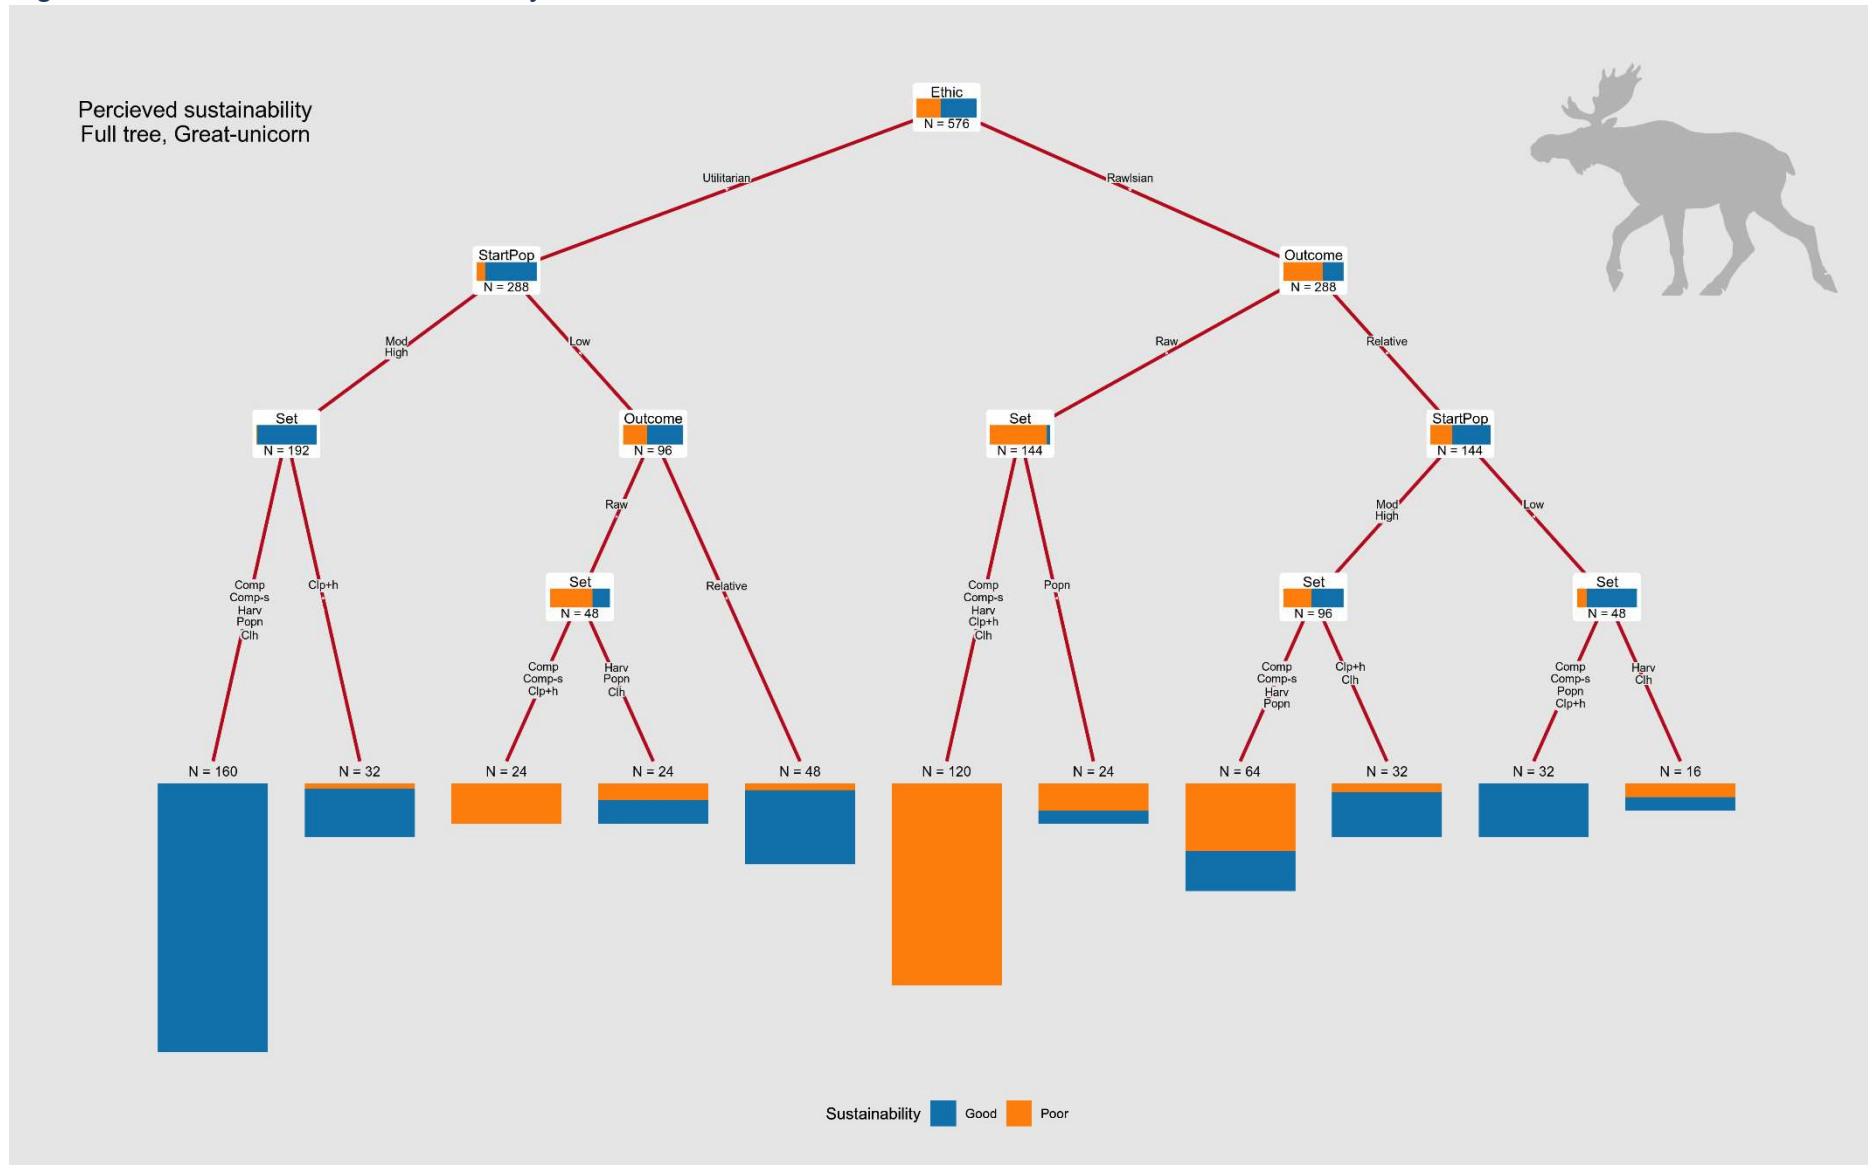 Percieved sustainability
Full tree, Great-unicorn
Ethic
N = 576
Utilitarian
Rawlsian
StartPop
N = 288
Outcome
N = 288
Mod
High
Low
Raw
Relative
Set
N = 192
Outcome
N = 96
Set
N = 144
StartPop
N = 144
Raw
Mod
High
Low
Comp
Comp-s
Harv
Popn
Clh
Clp+h
Set
N = 48
Relative
Comp
Comp-s
Harv
Clp+h
Clh
Popn
Set
N = 96
Set
N = 48
Comp
Comp-s
Clp+h
Harv
Popn
Clh
Comp
Comp-s
Harv
Popn
Clp+h
Clh
Comp
Comp-s
Popn
Clp+h
Harv
Clh
N = 160
N = 32
N = 24
N = 24
N = 48
N = 120
N = 24
N = 64
N = 32
N = 32
N = 16
Sustainability Good Poor